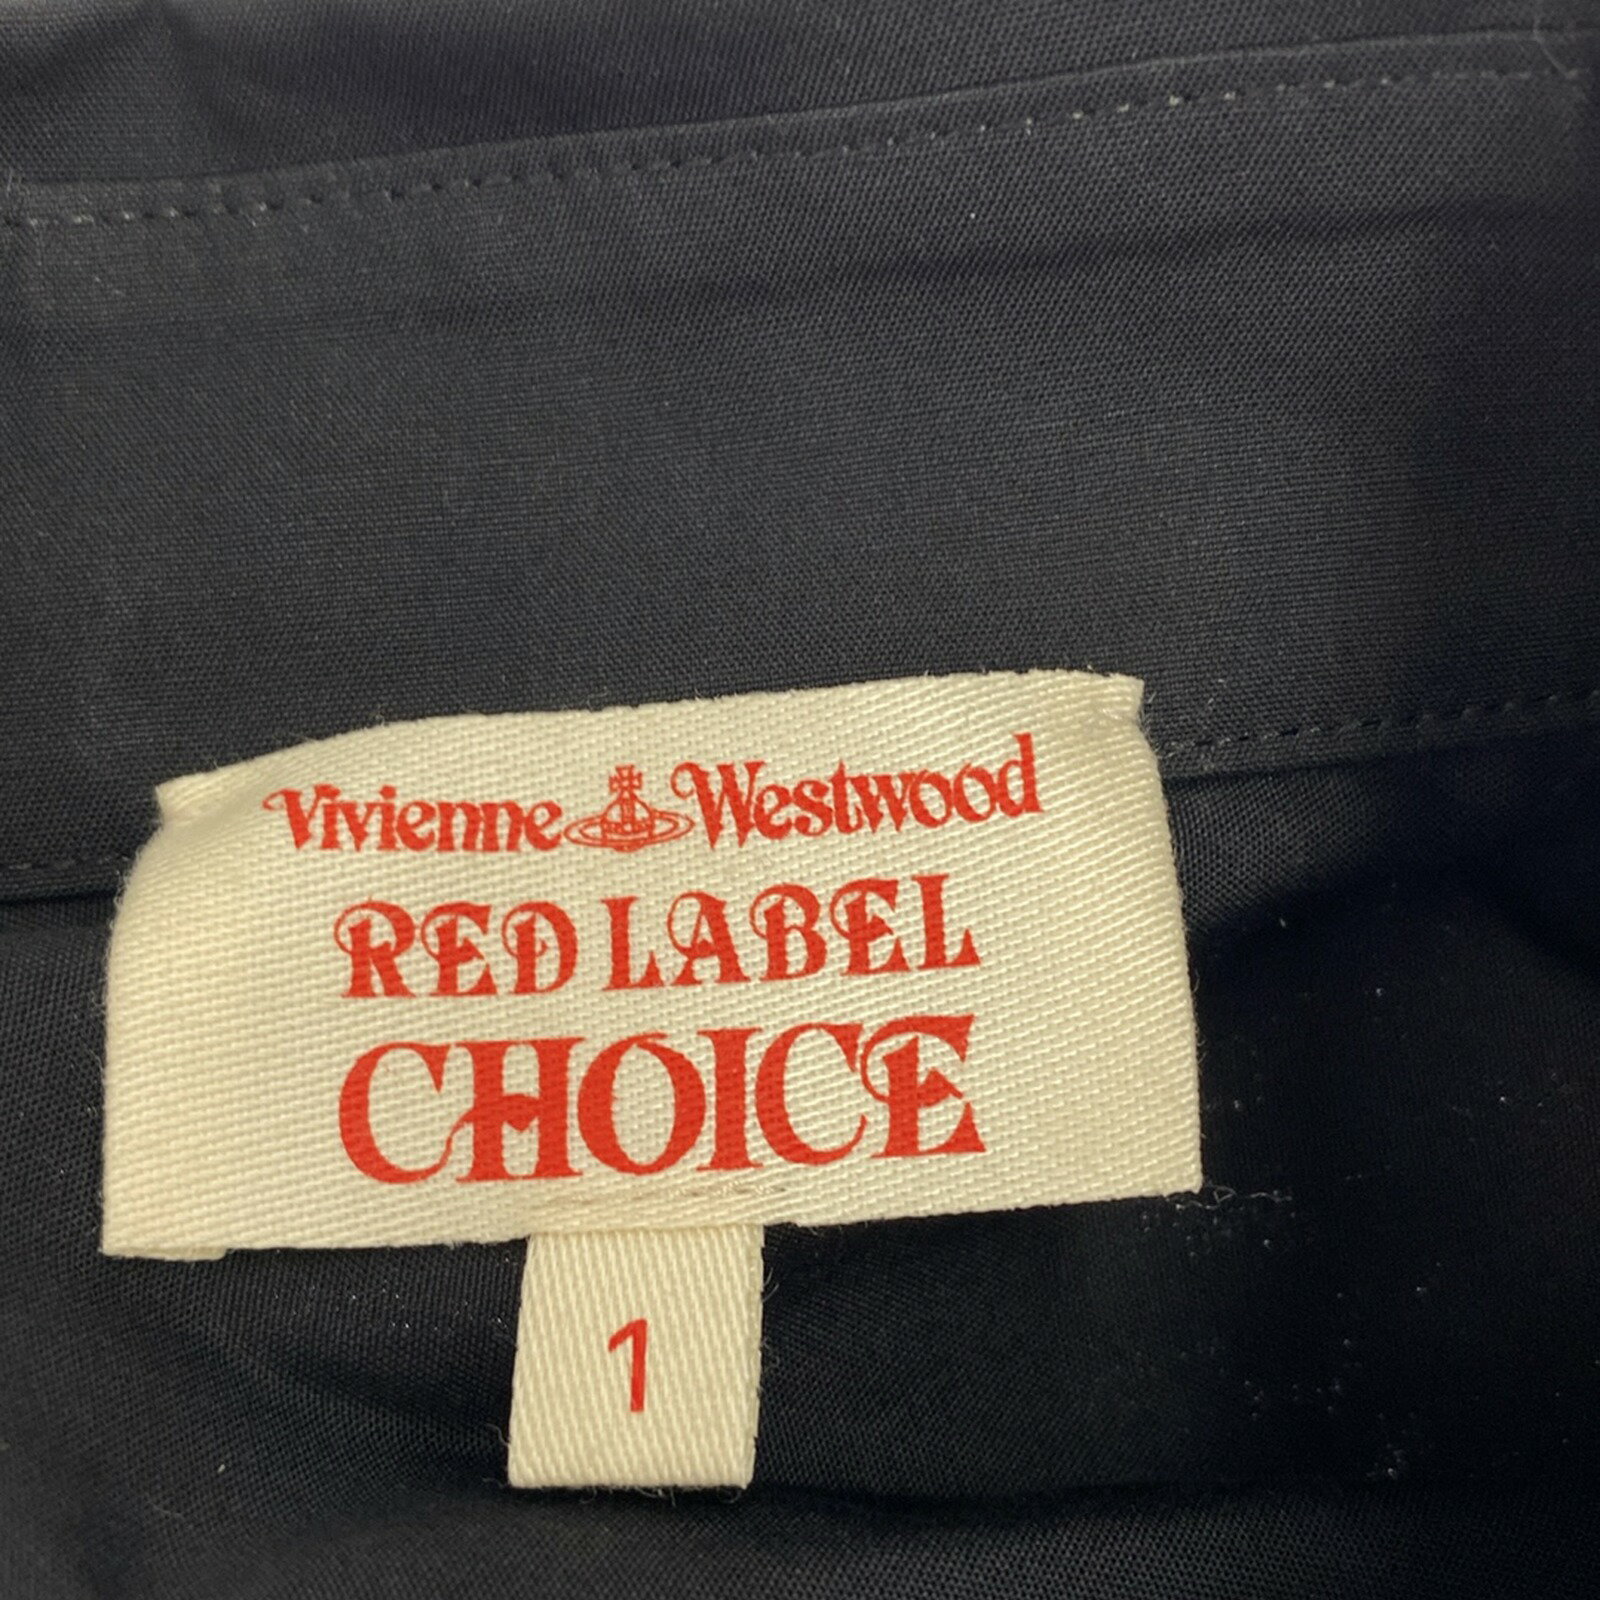 Vivienne Westwood
RED LABEL
CHOICE
1